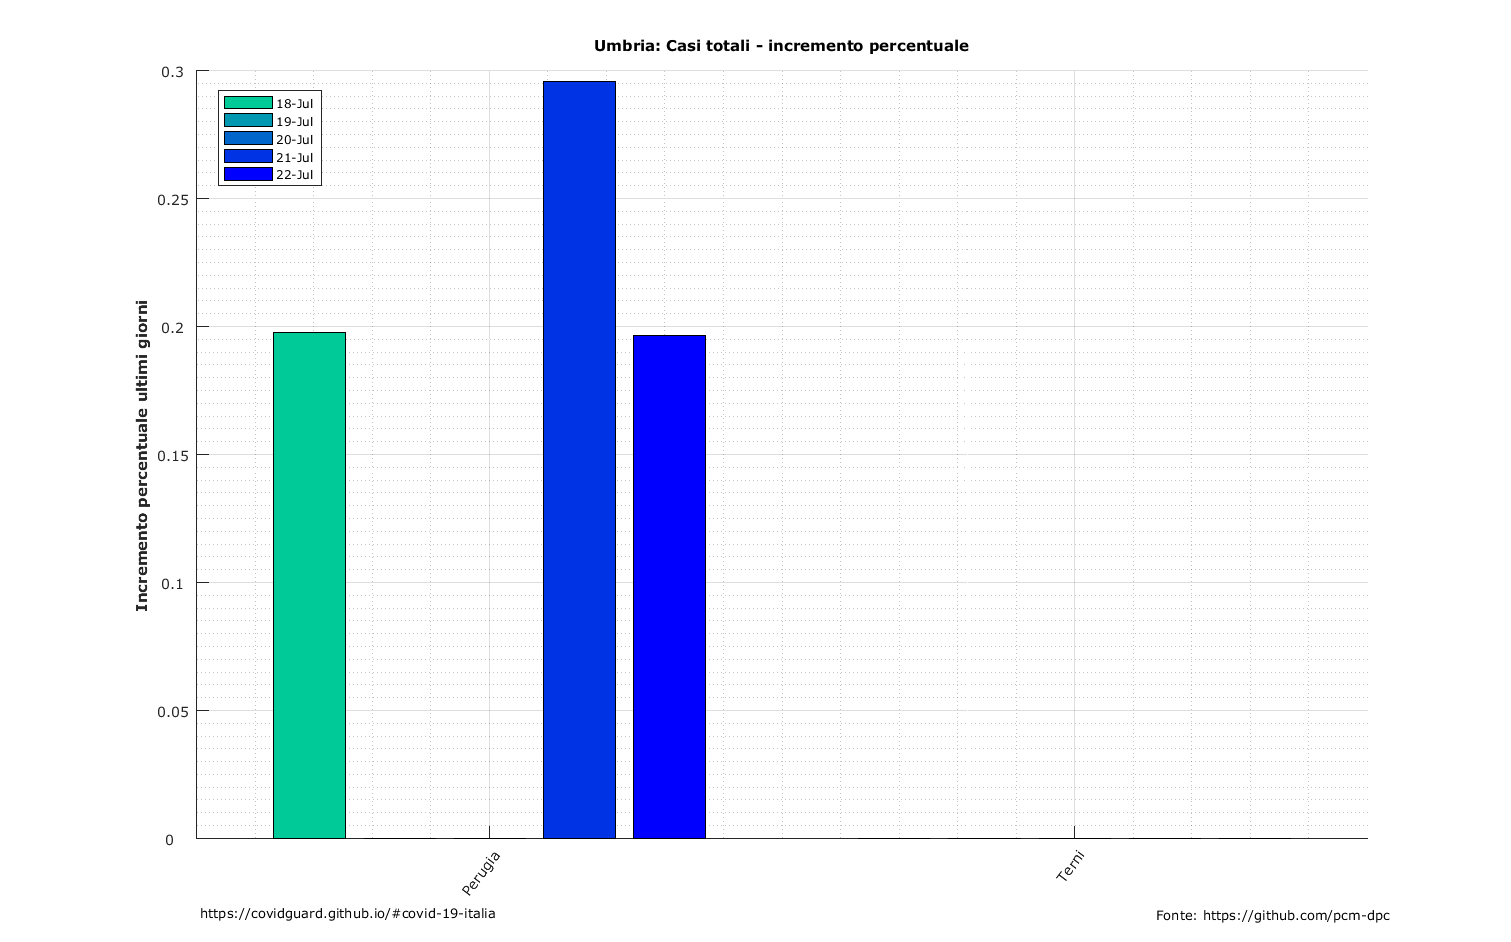 Umbria: Casi totali - incremento percentuale
0.3
0.25
0.2
0.15
0.1
0.05
0
Incremento percentuale ultimi giorni
18-Jul
19-Jul
20-Jul
21-Jul
22-Jul
Perugia
Terni
https://covidguard.github.io/#covid-19-italia
Fonte: https://github.com/pcm-dpc